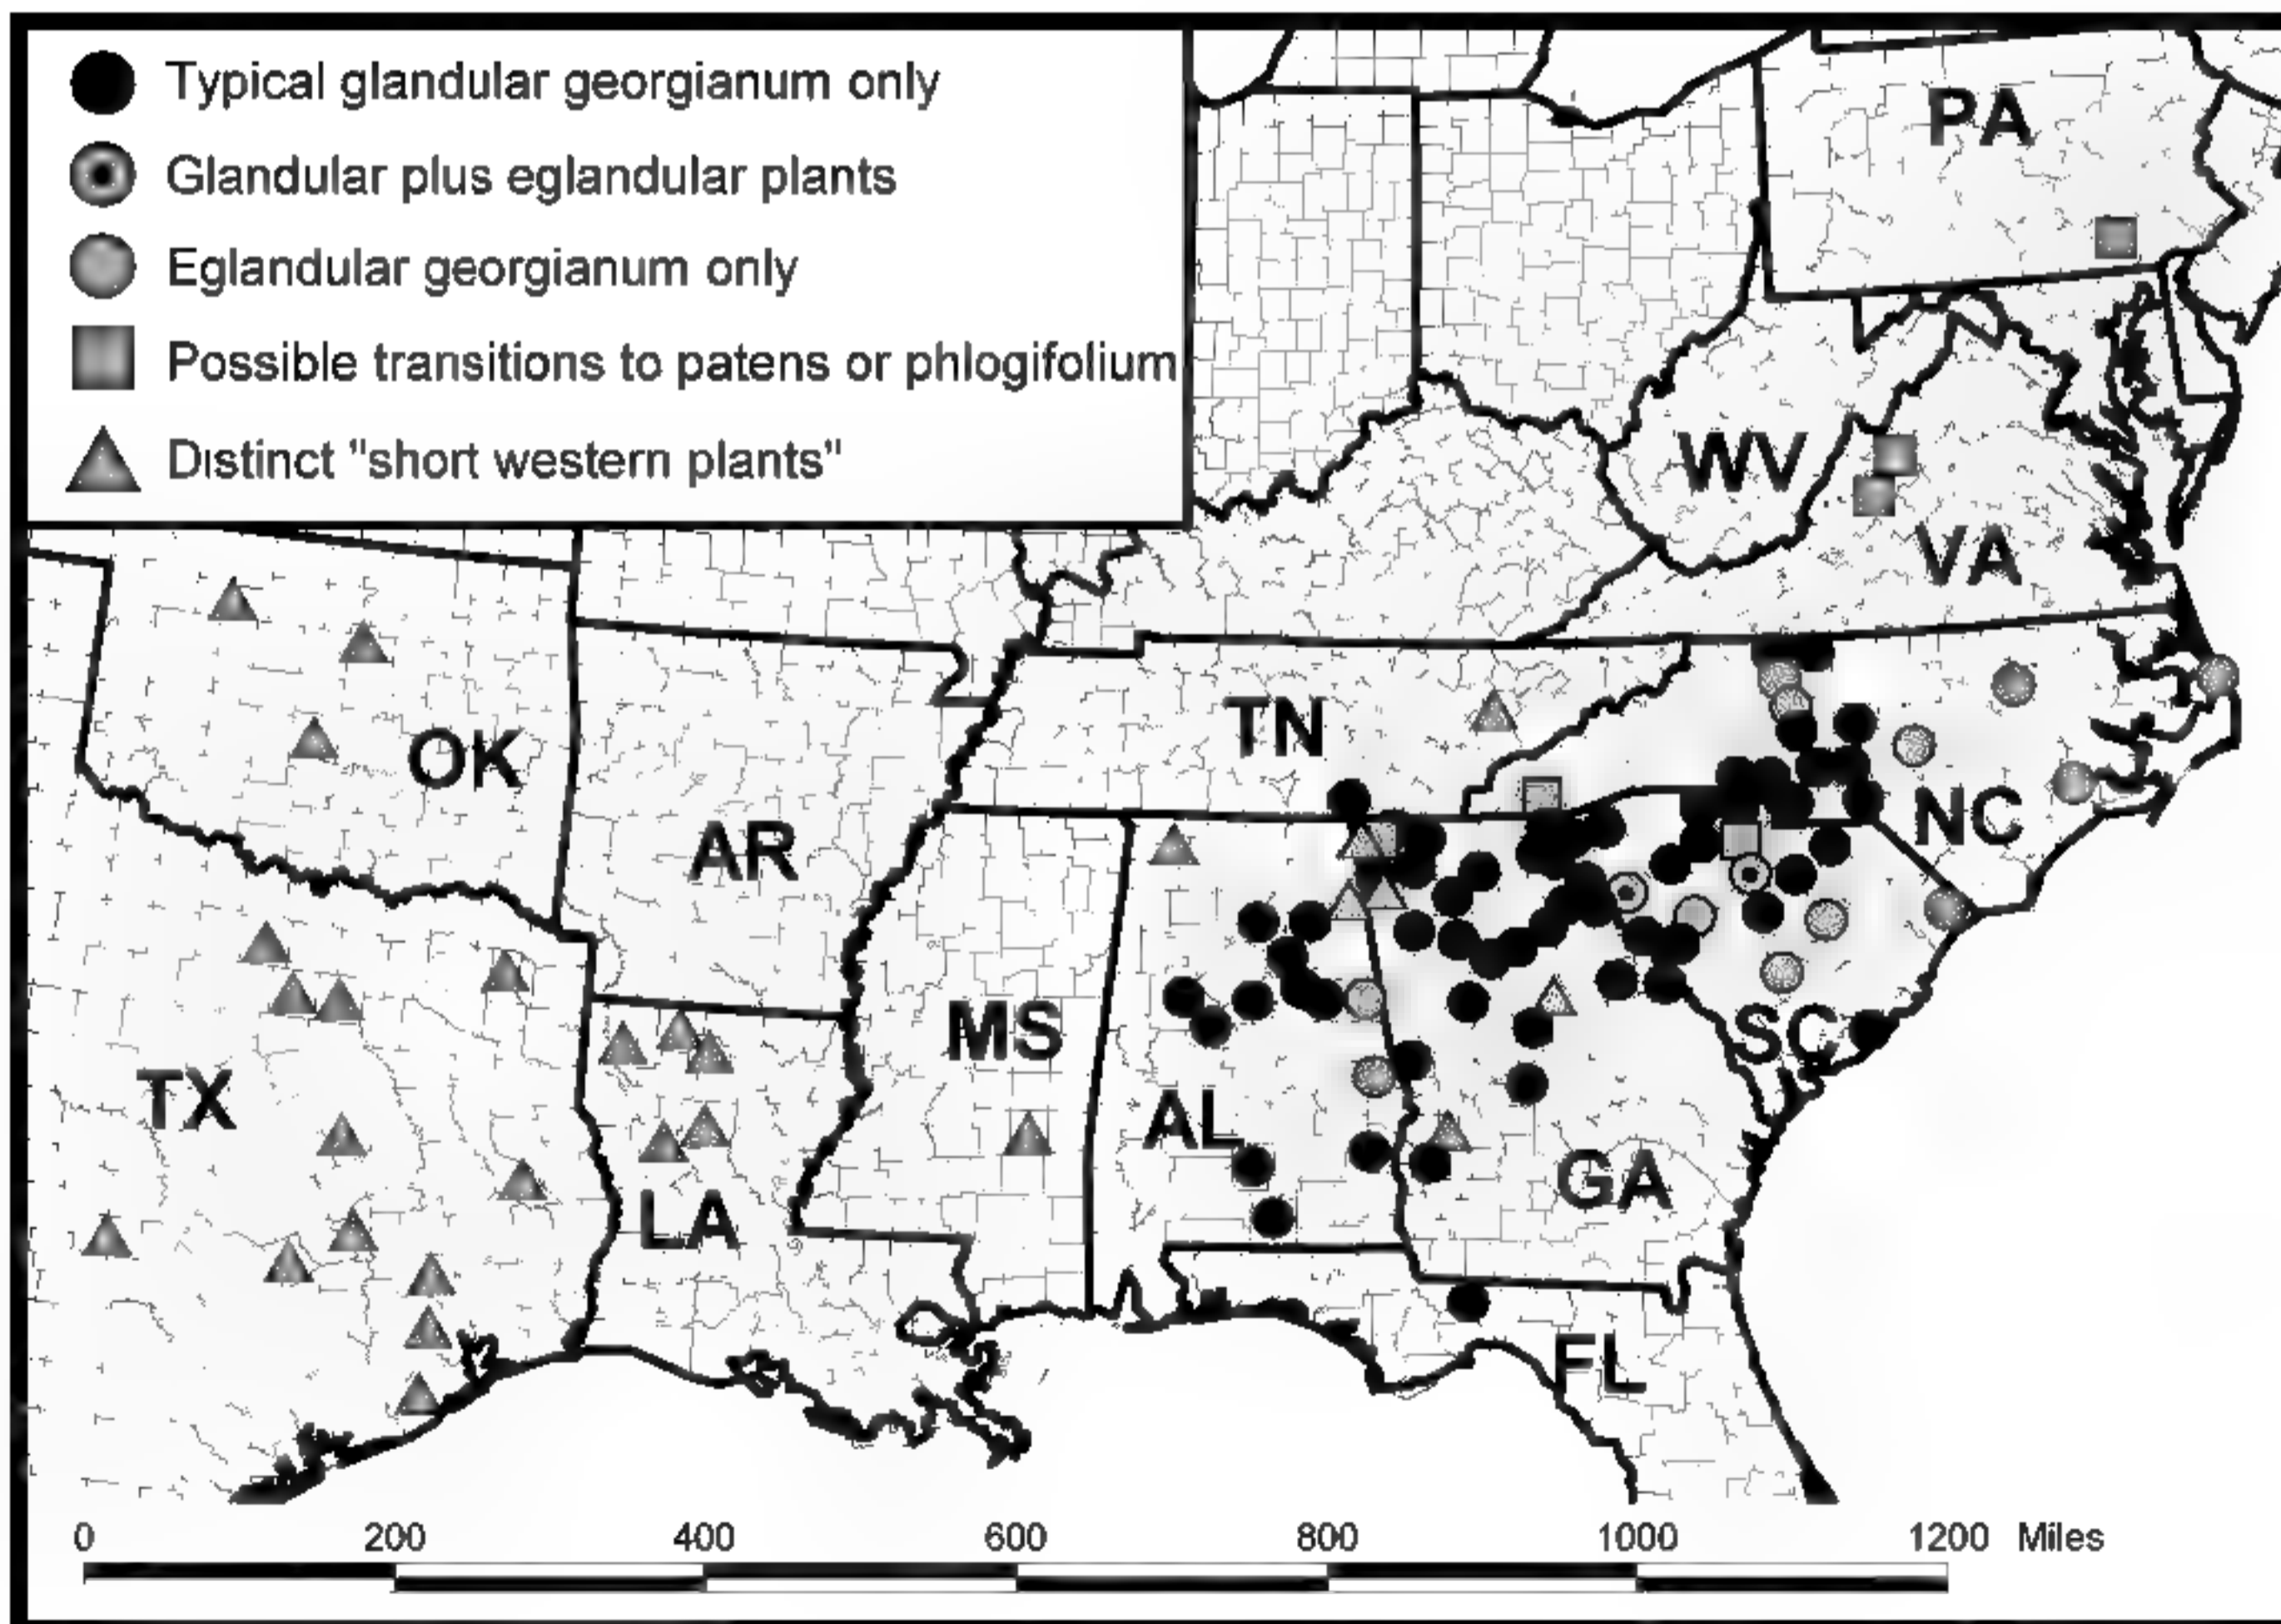 Typical glandular georgianum only
Glandular plus eglandular plants
Eglandular georgianum only
Possible transitions to patens or phlogifolium
Distinct "short western plants"
PA
WV
VA
TN
OK
AR
NC
MS
SC
TX
AL
GA
LA
FL
0 200 400 600 800 1000 1200 Miles